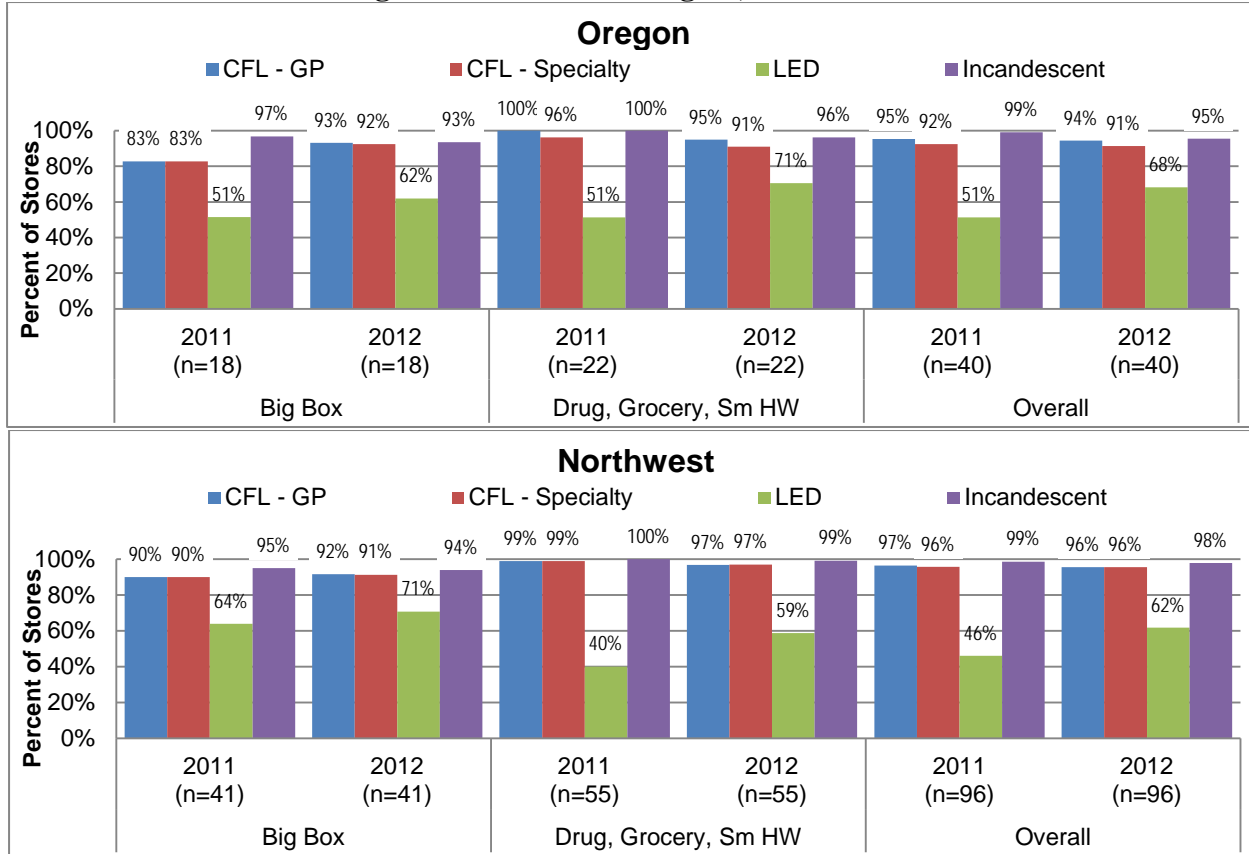 Oregon
CFL - GP CFL - Specialty LED Incandescent
Percent of Stores
100%
80%
60%
40%
20%
0%
83% 83% 51% 97%
93% 92% 62% 93%
100% 96% 51% 100%
95% 91% 71% 96%
95% 92% 51% 99%
94% 91% 68% 95%
2011 2012 2011 2012 2011 2012
(n=18) (n=18) (n=22) (n=22) (n=40) (n=40)
Big Box Drug, Grocery, Sm HW Overall
Northwest
CFL - GP CFL - Specialty LED Incandescent
Percent of Stores
100%
80%
60%
40%
20%
0%
90% 90% 64% 95%
92% 91% 71% 94%
99% 99% 40% 100%
97% 97% 59% 99%
97% 96% 46% 99%
96% 96% 62% 98%
2011 2012 2011 2012 2011 2012
(n=41) (n=41) (n=55) (n=55) (n=96) (n=96)
Big Box Drug, Grocery, Sm HW Overall